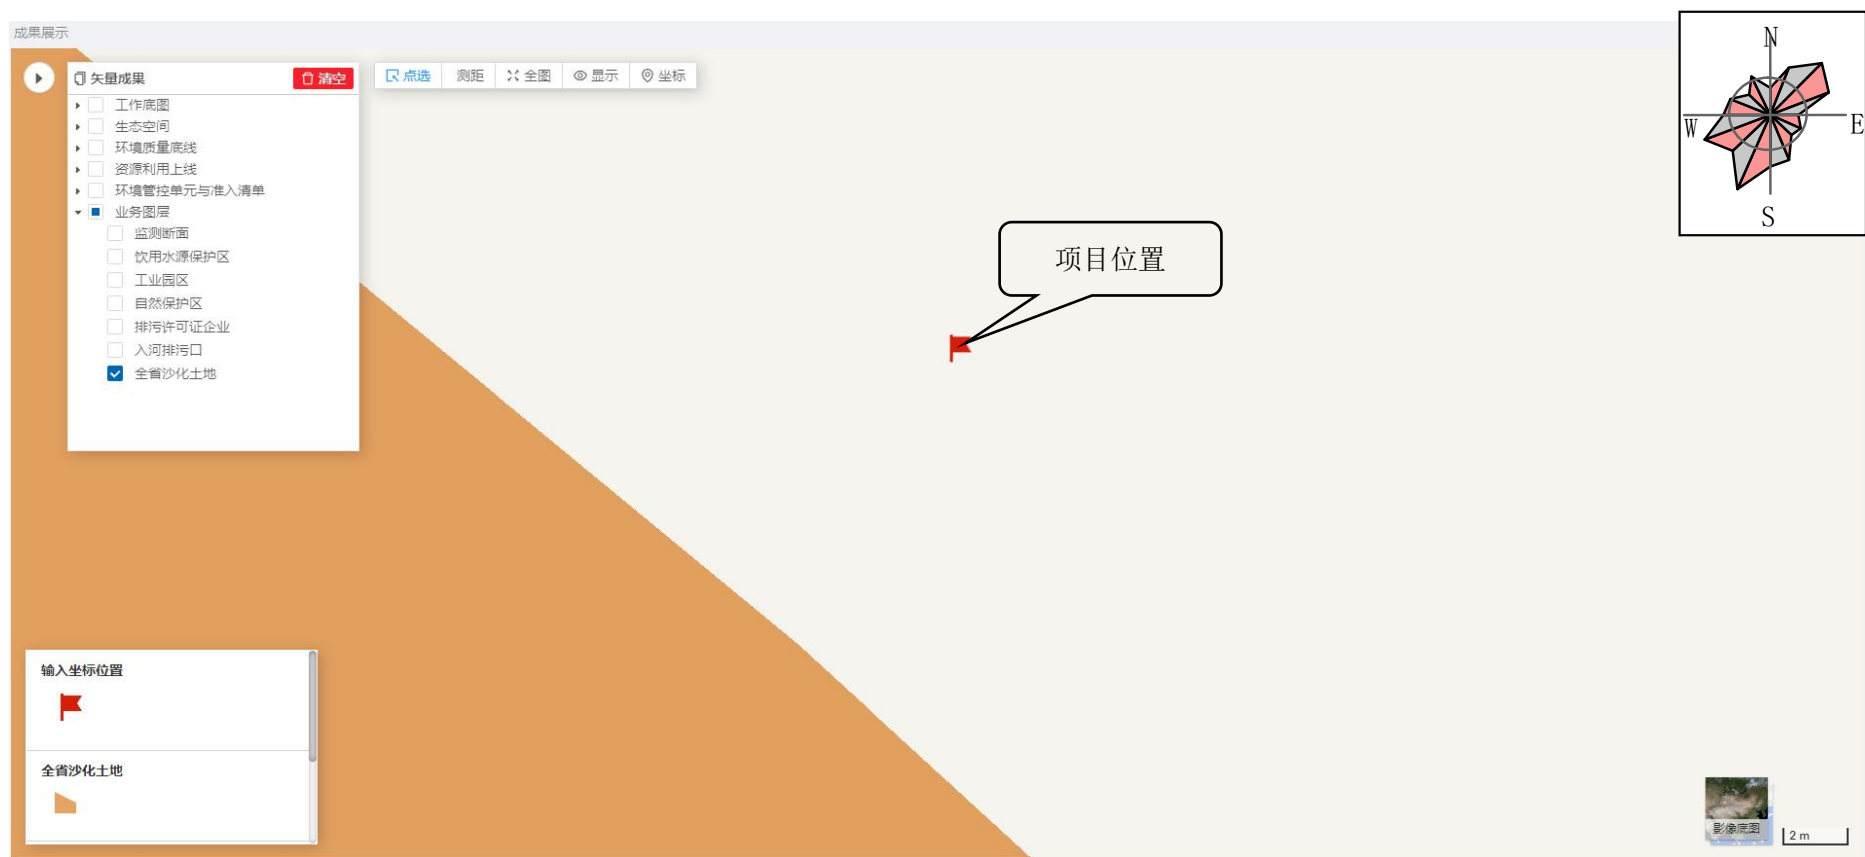 成果展示
矢量成果
清空
点选 测距 全图 显示 坐标
工作底图
生态空间
环境质量底线
资源利用上线
环境管控单元与准入清单
业务图层
监测断面
饮用水源保护区
工业园区
自然保护区
排污许可证企业
入河排污口
全省沙化土地
项目位置
N
W
E
S
输入坐标位置
全省沙化土地
影像底图
2 m